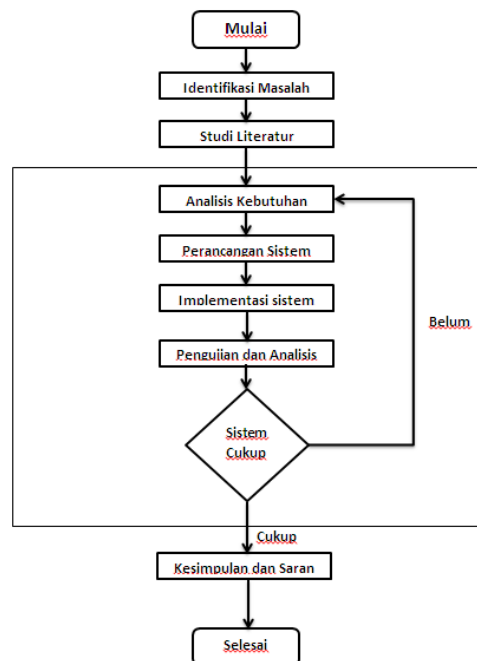 Mulai
Identifikasi Masalah
Studi Literatur
Analisis Kebutuhan
Perancangan Sistem
Implementasi sistem
Belum
Pengujian dan Analisis
Sistem
Cukup
Cukup
Kesimpulan dan Saran
Selesai